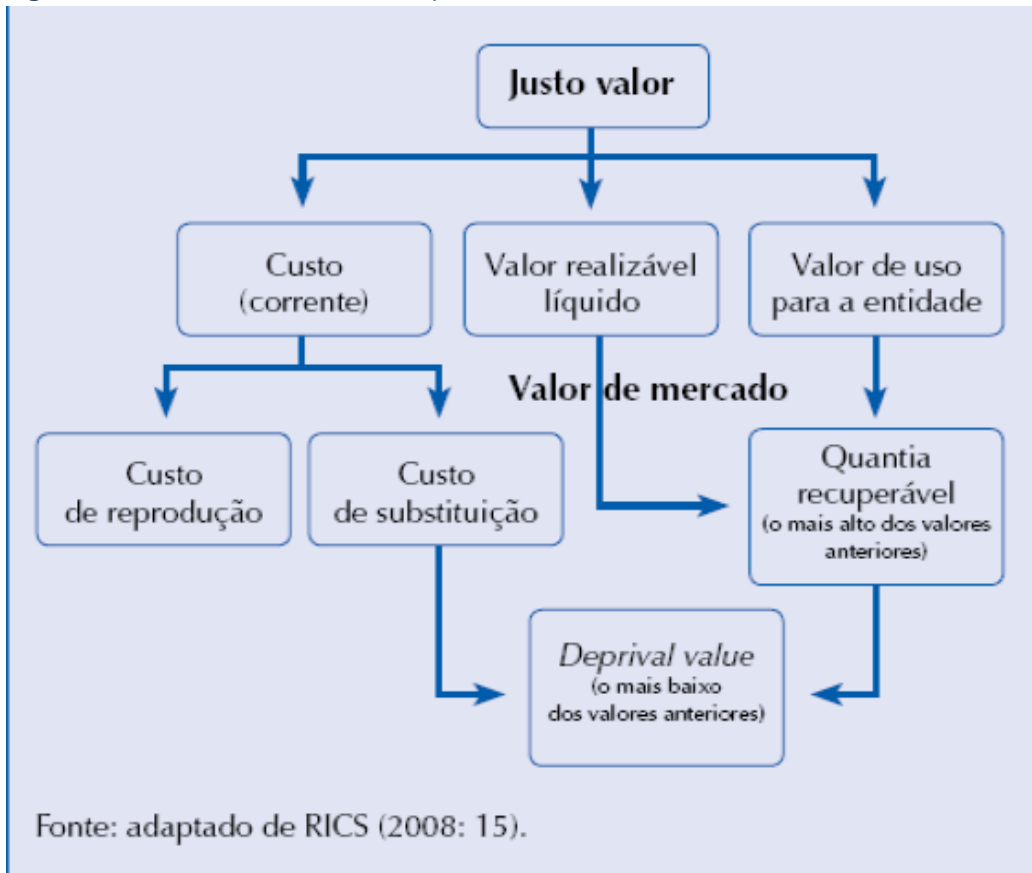 Justo valor
Custo
(corrente)
Valor realizável
líquido
Valor de uso
para a entidade
Valor de mercado
Custo
de reprodução
Custo
de substituição
Quantia
recuperável
(o mais alto dos valores
anteriores)
Deprival value
(o mais baixo
dos valores anteriores)
Fonte: adaptado de RICS (2008: 15).